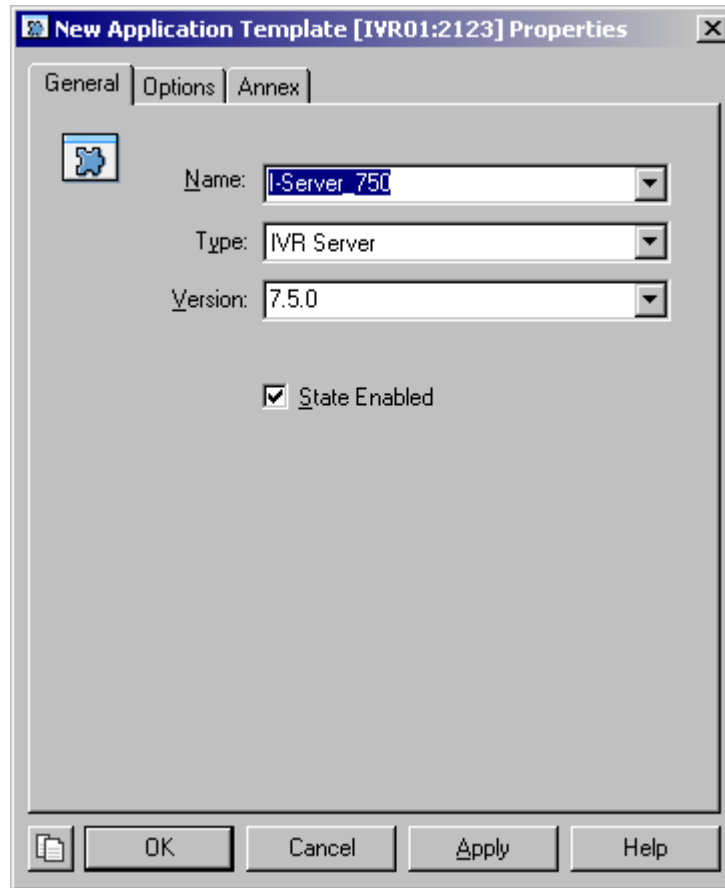 New Application Template [IVR01:2123] Properties
General Options Annex
Name: I-Server_750
Type: IVR Server
Version: 7.5.0
State Enabled
OK Cancel Apply Help